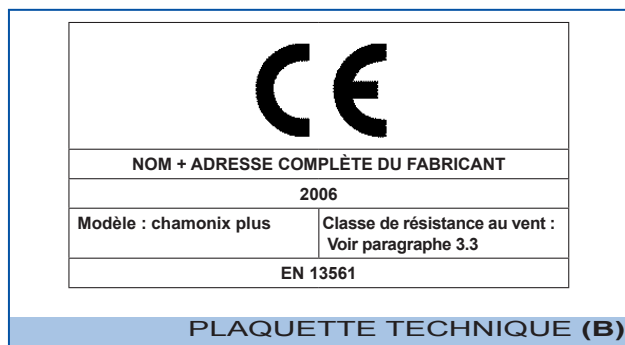 CE
NOM + ADRESSE COMPLÈTE DU FABRICANT
2006
Modèle : chamonix plus
Classe de résistance au vent :
Voir paragraphe 3.3
EN 13561
PLAQUETTE TECHNIQUE (B)